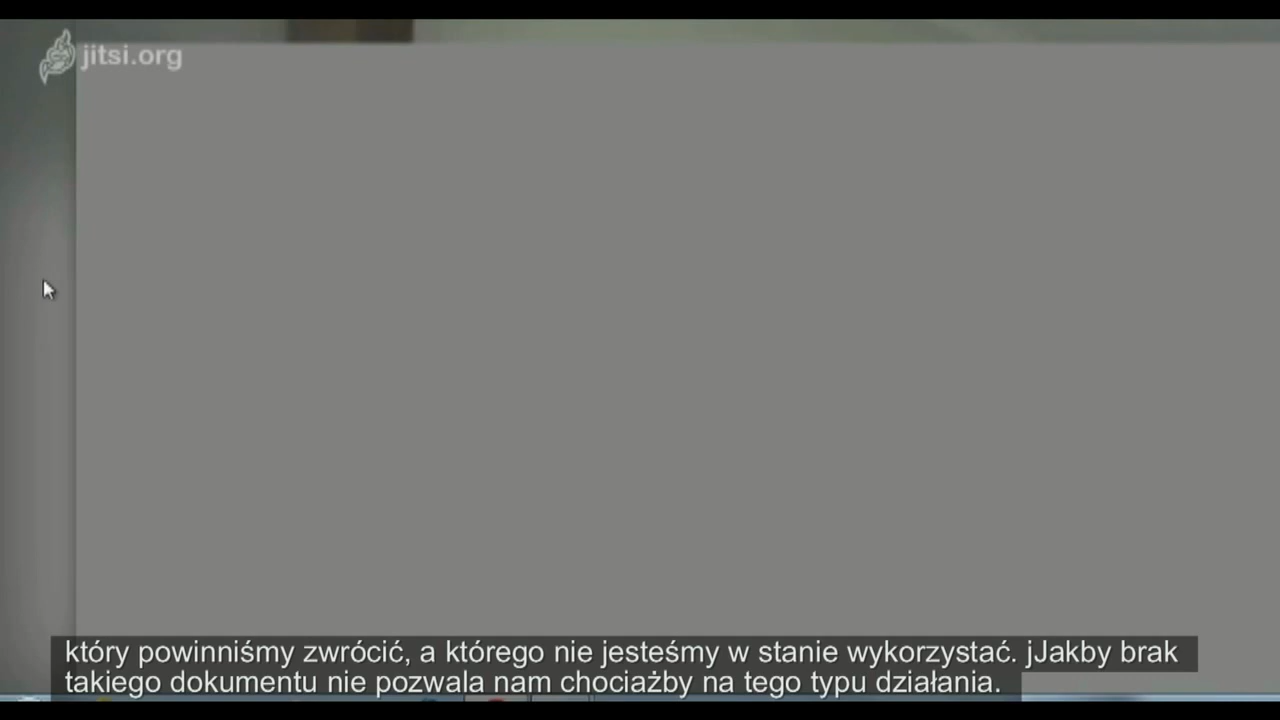 jitsi.org
który powinniśmy zwrócić, a którego nie jesteśmy w stanie wykorzystać. jJakby brak
takiego dokumentu nie pozwala nam chociażby na tego typu działania.